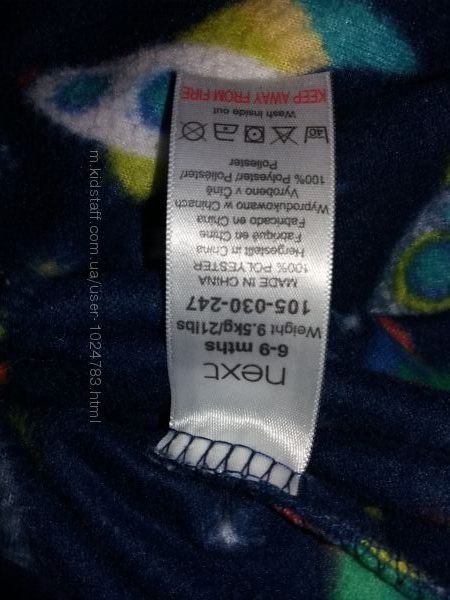 next
6-9 mths
Weight 9.5kg/21lbs
105-030-247
MADE IN CHINA
100% POLYESTER
Hergestellt in China
Fabriqué en Chine
Fabricado en China
Wyprodukowano w Chinach
Vyrobeno v Číně
100% Polyester/ Poliéster/
Poliester
40
Wash inside out
KEEP AWAY FROM FIRE
m.kidstaff.com.ua/user-1024783.html